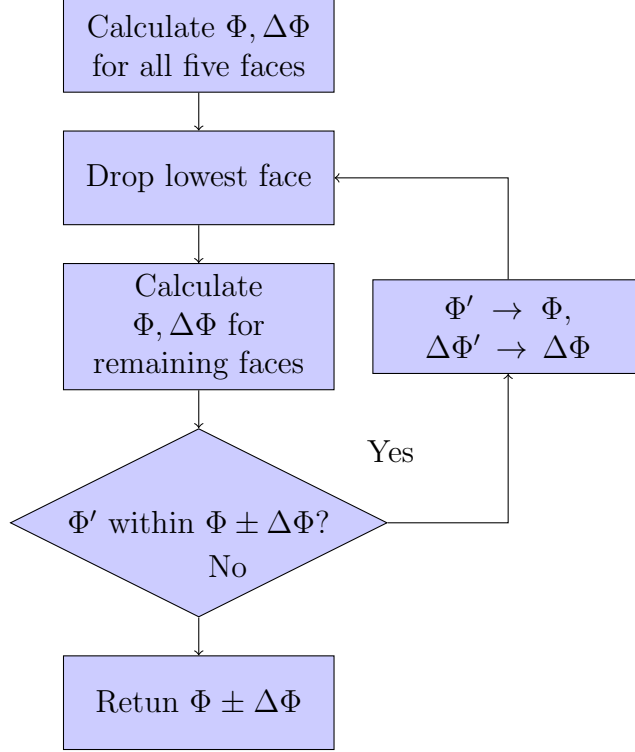 Calculate Φ, ΔΦ
for all five faces
Drop lowest face
Calculate
Φ, ΔΦ for
remaining faces
Φ′ → Φ,
ΔΦ′ → ΔΦ
Yes
Φ′ within Φ ± ΔΦ?
No
Retun Φ ± ΔΦ